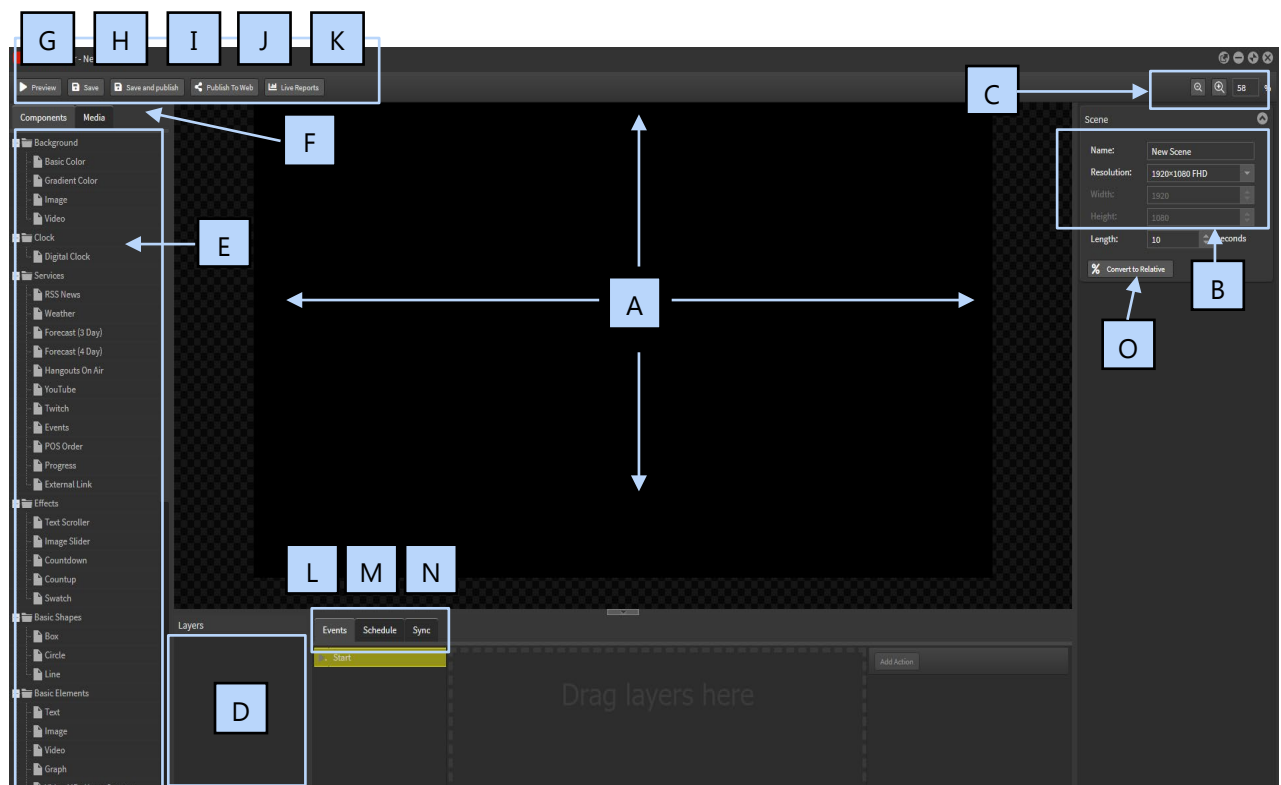 G H I J K
r - Ne
Preview Save Save and publish Publish To Web Live Reports
C
58 %
Components Media
F
Scene
Background
Basic Color
Gradient Color
Image
Video
Clock
Digital Clock
Services
RSS News
Weather
Forecast (3 Day)
Forecast (4 Day)
Hangouts On Air
YouTube
Twitch
Events
POS Order
Progress
External Link
Effects
Text Scroller
Image Slider
Countdown
Countup
Swatch
Basic Shapes
Box
Circle
Line
Basic Elements
Text
Image
Video
Graph
E
A
Name: New Scene
Resolution: 1920×1080 FHD
Width: 1920
Height: 1080
Length: 10 seconds
% Convert to Relative
B
O
L M N
Layers
Events Schedule Sync
Start
D
Drag layers here
Add Action